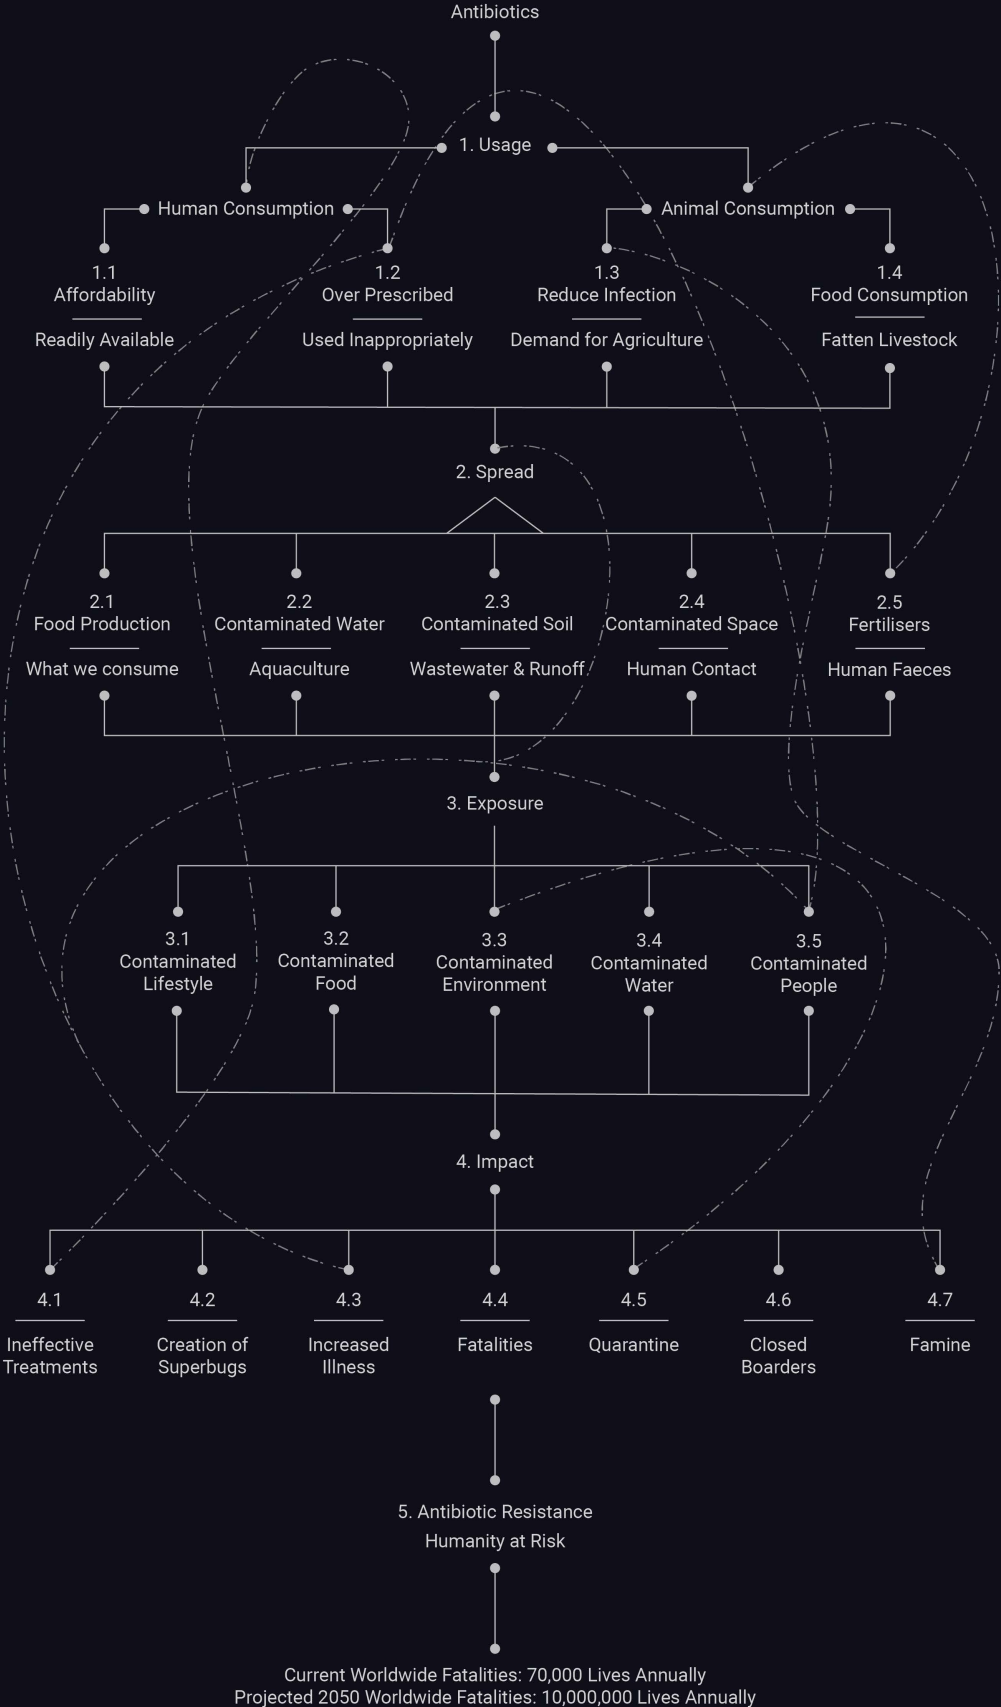 Antibiotics
1. Usage
Human Consumption
Animal Consumption
1.1
Affordability
Readily Available
1.2
Over Prescribed
Used Inappropriately
1.3
Reduce Infection
Demand for Agriculture
1.4
Food Consumption
Fatten Livestock
2. Spread
2.1
Food Production
What we consume
2.2
Contaminated Water
Aquaculture
2.3
Contaminated Soil
Wastewater & Runoff
2.4
Contaminated Space
Human Contact
2.5
Fertilisers
Human Faeces
3. Exposure
3.1
Contaminated
Lifestyle
3.2
Contaminated
Food
3.3
Contaminated
Environment
3.4
Contaminated
Water
3.5
Contaminated
People
4. Impact
4.1
Ineffective
Treatments
4.2
Creation of
Superbugs
4.3
Increased
Illness
4.4
Fatalities
4.5
Quarantine
4.6
Closed
Boarders
4.7
Famine
5. Antibiotic Resistance
Humanity at Risk
Current Worldwide Fatalities: 70,000 Lives Annually
Projected 2050 Worldwide Fatalities: 10,000,000 Lives Annually